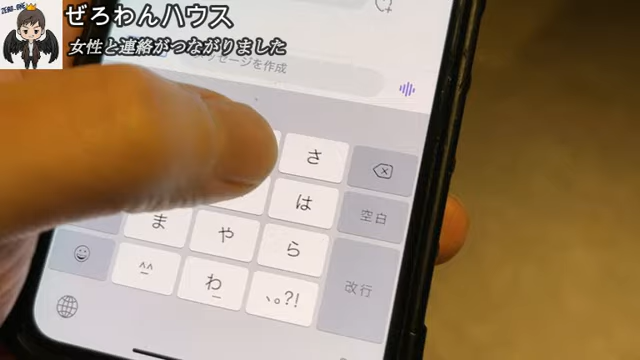 ZERO_ONE
ぜろわんハウス
女性と連絡がつながりました
ッセージを作成
さ
は
空白
ま
や
ら
^^
わ
、。?!
改行